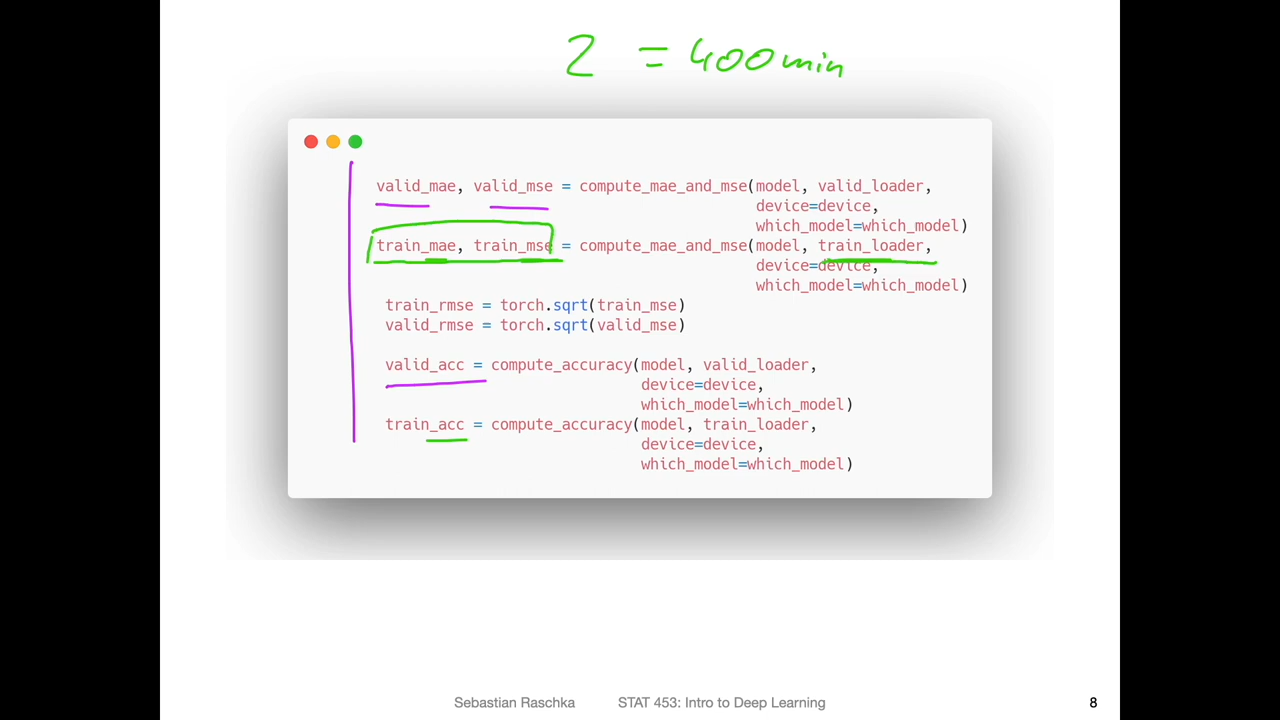 2 = 400min
valid_mae, valid_mse = compute_mae_and_mse(model, valid_loader,
device=device,
which_model=which_model)
train_mae, train_mse = compute_mae_and_mse(model, train_loader,
device=device,
which_model=which_model)
train_rmse = torch.sqrt(train_mse)
valid_rmse = torch.sqrt(valid_mse)
valid_acc = compute_accuracy(model, valid_loader,
device=device,
which_model=which_model)
train_acc = compute_accuracy(model, train_loader,
device=device,
which_model=which_model)
Sebastian Raschka STAT 453: Intro to Deep Learning 8